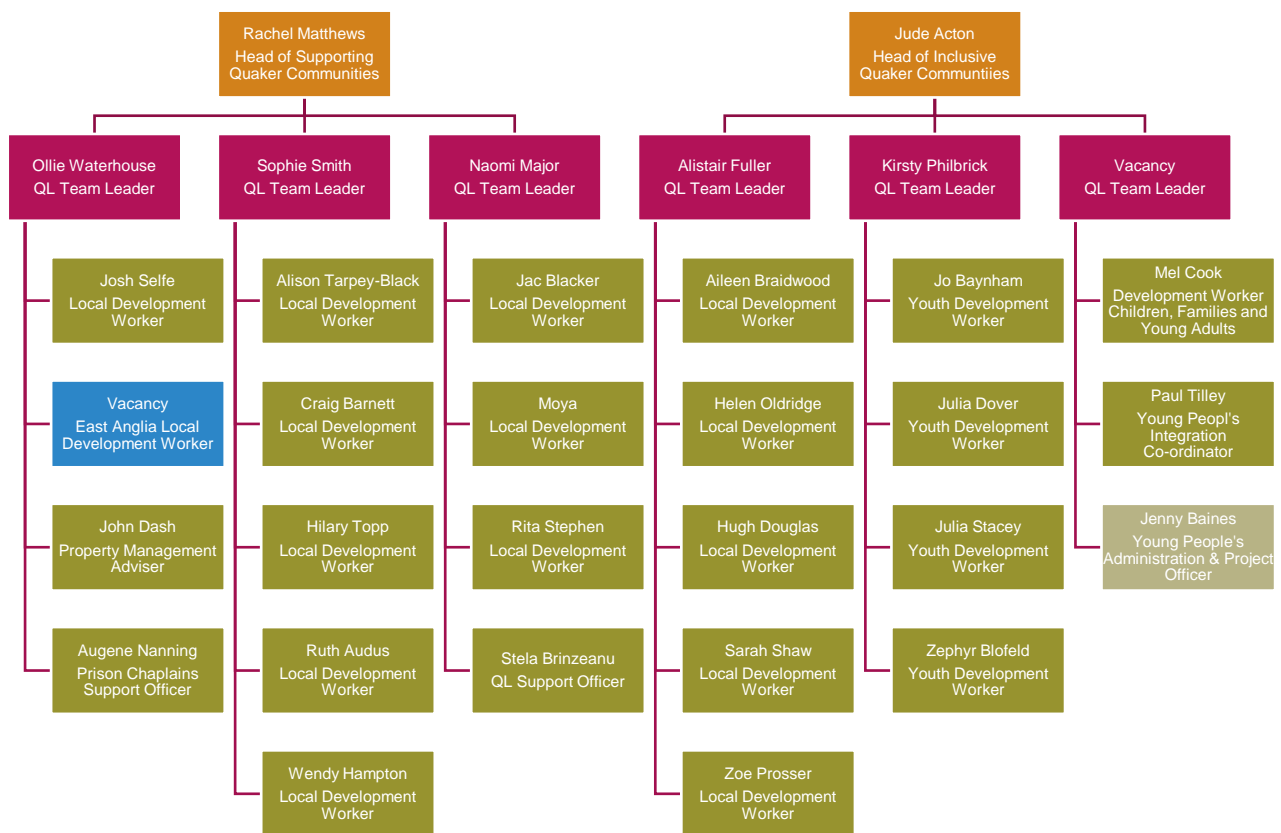 Rachel Matthews
Head of Supporting
Quaker Communities
Jude Acton
Head of Inclusive
Quaker Communtiies
Ollie Waterhouse
QL Team Leader
Sophie Smith
QL Team Leader
Naomi Major
QL Team Leader
Alistair Fuller
QL Team Leader
Kirsty Philbrick
QL Team Leader
Vacancy
QL Team Leader
Josh Selfe
Local Development
Worker
Vacancy
East Anglia Local
Development Worker
John Dash
Property Management
Adviser
Augene Nanning
Prison Chaplains
Support Officer
Alison Tarpey-Black
Local Development
Worker
Craig Barnett
Local Development
Worker
Hilary Topp
Local Development
Worker
Ruth Audus
Local Development
Worker
Wendy Hampton
Local Development
Worker
Jac Blacker
Local Development
Worker
Moya
Local Development
Worker
Rita Stephen
Local Development
Worker
Stela Brinzeanu
QL Support Officer
Aileen Braidwood
Local Development
Worker
Helen Oldridge
Local Development
Worker
Hugh Douglas
Local Development
Worker
Sarah Shaw
Local Development
Worker
Zoe Prosser
Local Development
Worker
Jo Baynham
Youth Development
Worker
Julia Dover
Youth Development
Worker
Julia Stacey
Youth Development
Worker
Zephyr Blofeld
Youth Development
Worker
Mel Cook
Development Worker
Children, Families and
Young Adults
Paul Tilley
Young Peopl's
Integration
Co-ordinator
Jenny Baines
Young People's
Administration & Project
Officer